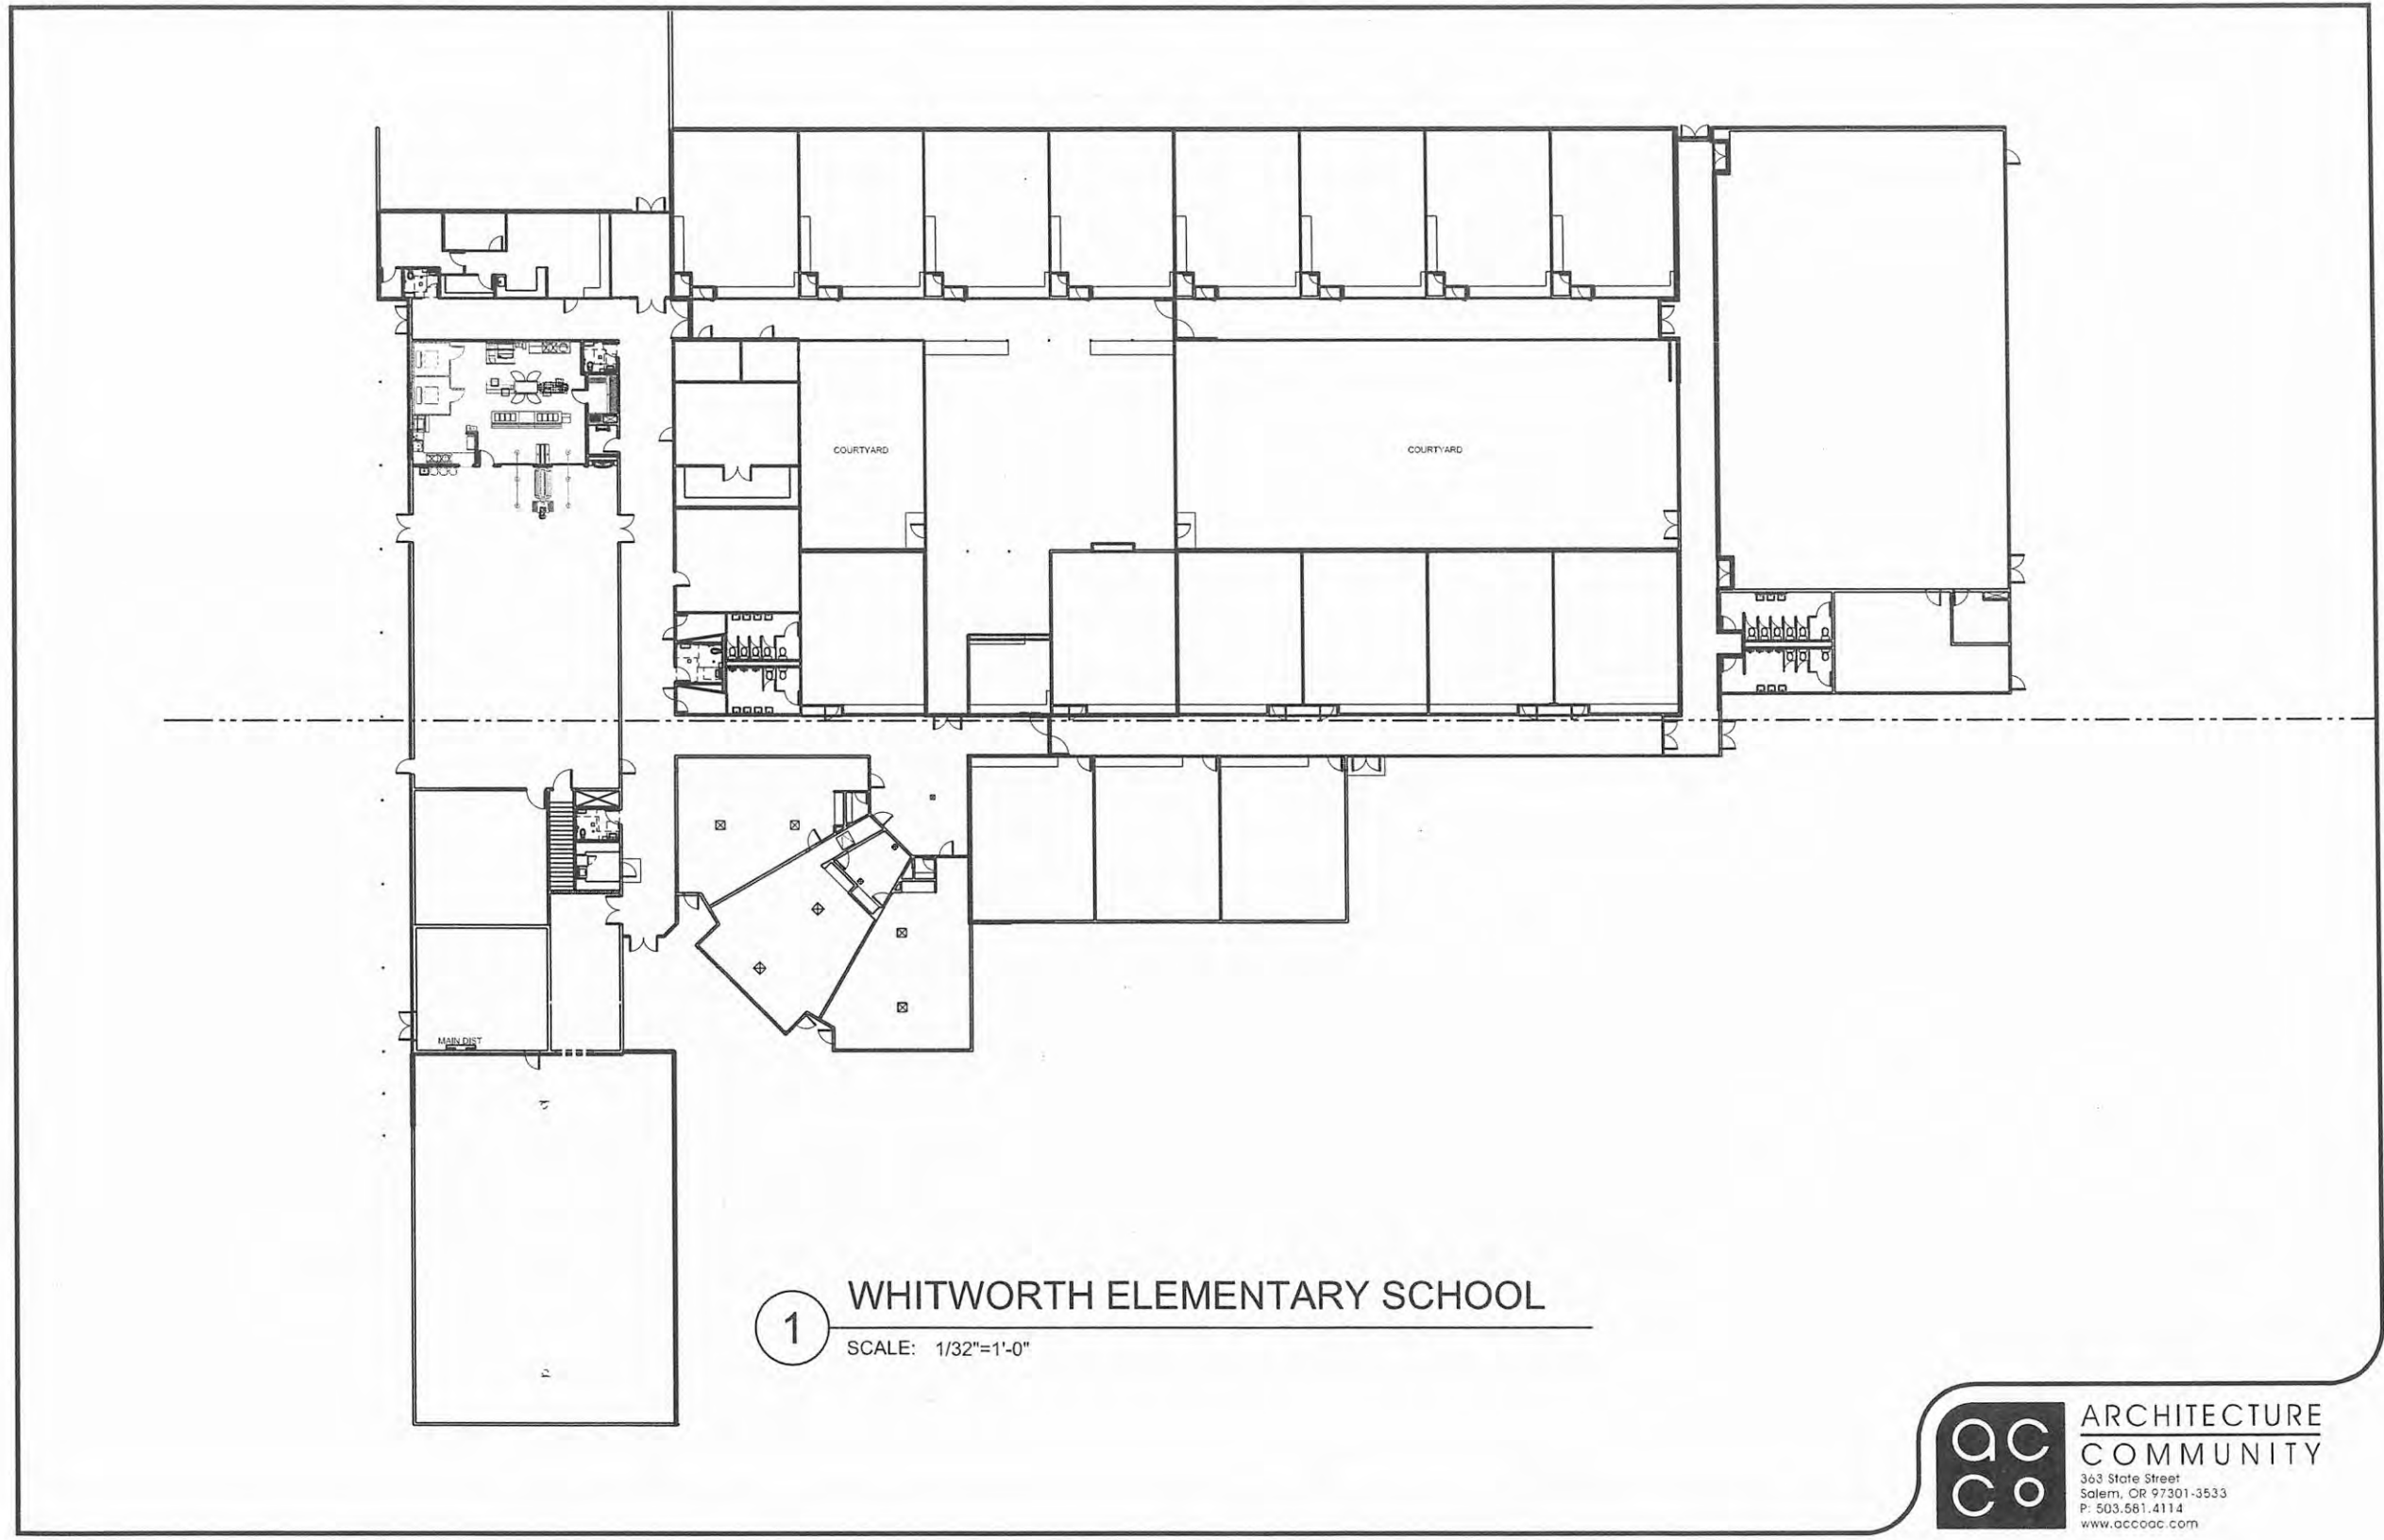 COURTYARD
COURTYARD
MAIN DIST
1
WHITWORTH ELEMENTARY SCHOOL
SCALE: 1/32"=1'-0"
ac
co
ARCHITECTURE
COMMUNITY
363 State Street
Salem, OR 97301-3533
P: 503.581.4114
www.accoac.com